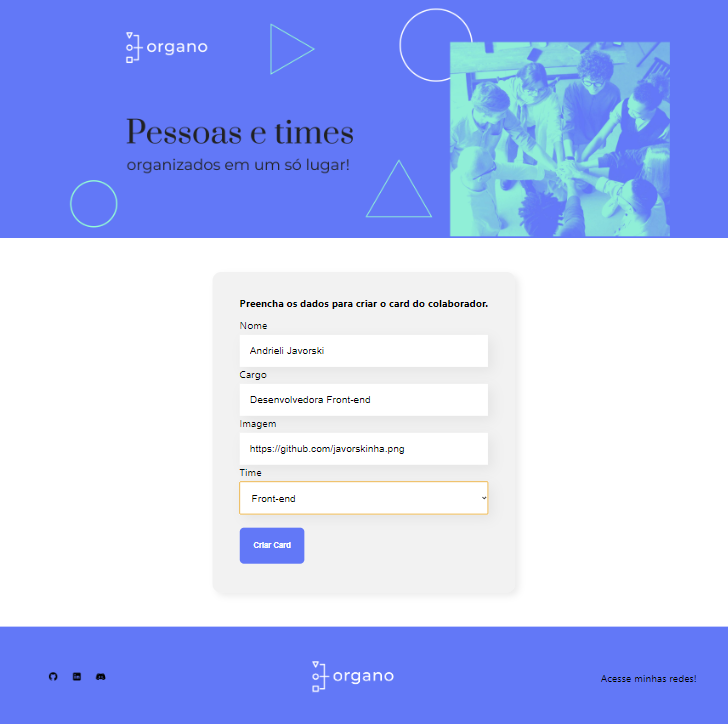 organo
Pessoas e times
organizados em um só lugar!
Preencha os dados para criar o card do colaborador.
Nome
Andrieli Javorski
Cargo
Desenvolvedora Front-end
Imagem
https://github.com/javorskinha.png
Time
Front-end
Criar Card
organo
Acesse minhas redes!